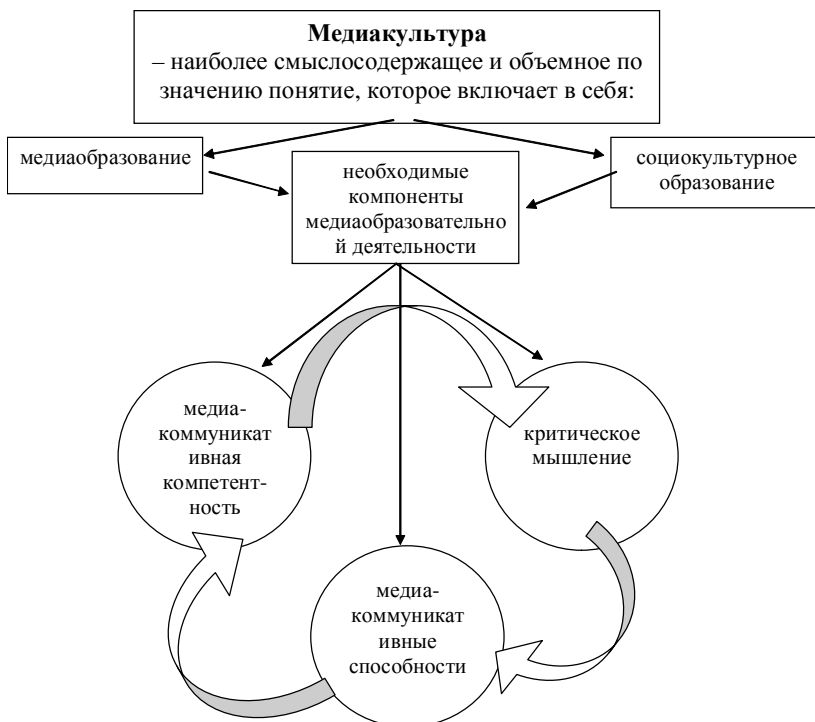 Медиакультура
– наиболее смыслосодержащее и объемное по
значению понятие, которое включает в себя:
медиаобразование
необходимые
компоненты
медиаобразовательно
й деятельности
социокультурное
образование
медиа-
коммуникат
ивная
компетент-
ность
критическое
мышление
медиа-
коммуникат
ивные
способности